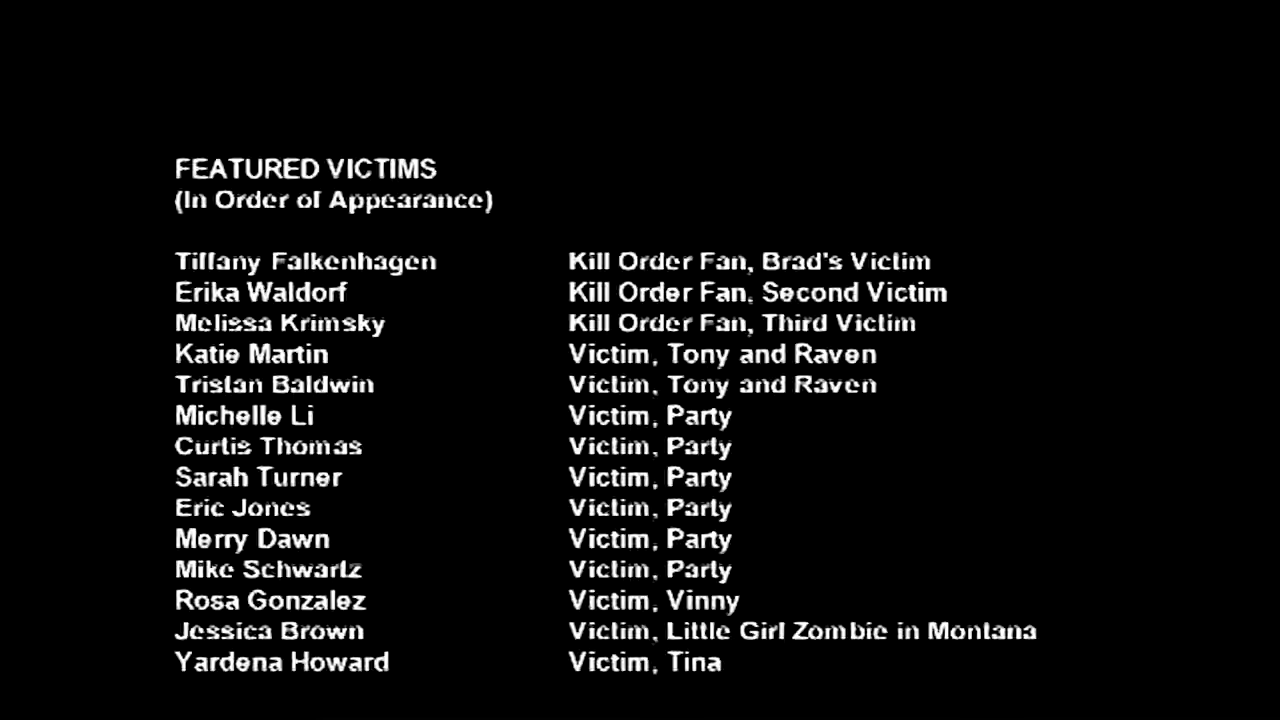 FEATURED VICTIMS
(In Order of Appearance)
Tiffany Falkenhagen Kill Order Fan, Brad's Victim
Erika Waldorf Kill Order Fan, Second Victim
Melissa Krimsky Kill Order Fan, Third Victim
Katie Martin Victim, Tony and Raven
Tristan Baldwin Victim, Tony and Raven
Michelle Li Victim, Party
Curtis Thomas Victim, Party
Sarah Turner Victim, Party
Eric Jones Victim, Party
Merry Dawn Victim, Party
Mike Schwartz Victim, Party
Rosa Gonzalez Victim, Vinny
Jessica Brown Victim, Little Girl Zombie in Montana
Yardena Howard Victim, Tina